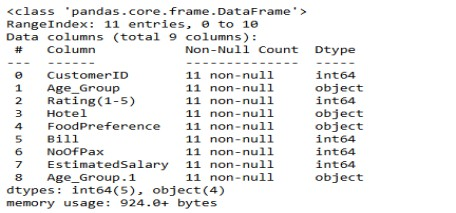 <class 'pandas.core.frame.DataFrame'>
RangeIndex: 11 entries, 0 to 10
Data columns (total 9 columns):
 #   Column           Non-Null Count  Dtype
---  ------           --------------  -----
 0   CustomerID       11 non-null     int64
 1   Age_Group        11 non-null     object
 2   Rating(1-5)      11 non-null     int64
 3   Hotel            11 non-null     object
 4   FoodPreference   11 non-null     object
 5   Bill             11 non-null     int64
 6   NoOfPax          11 non-null     int64
 7   EstimatedSalary  11 non-null     int64
 8   Age_Group.1      11 non-null     object
dtypes: int64(5), object(4)
memory usage: 924.0+ bytes